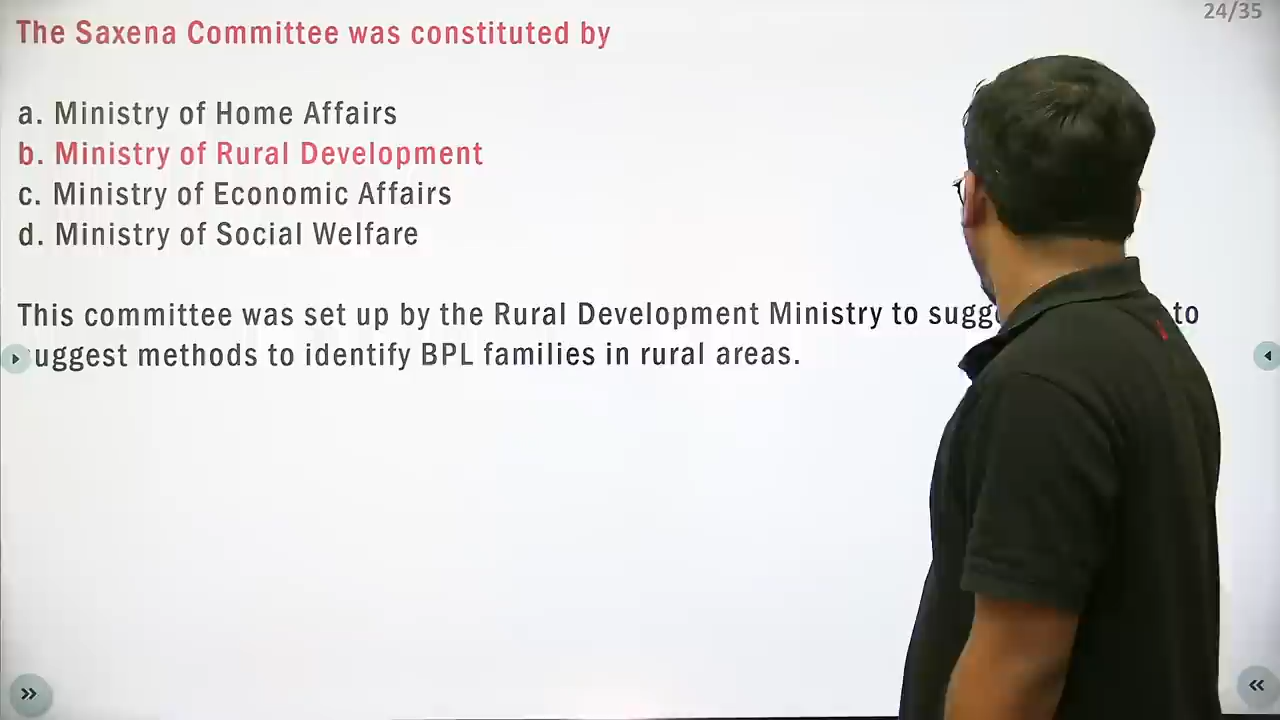 24/35
The Saxena Committee was constituted by
a. Ministry of Home Affairs
b. Ministry of Rural Development
c. Ministry of Economic Affairs
d. Ministry of Social Welfare
This committee was set up by the Rural Development Ministry to to
suggest methods to identify BPL families in rural areas.